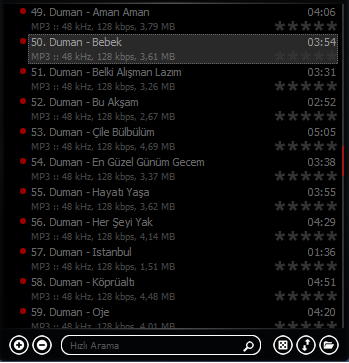 49. Duman - Aman Aman 04:06
MP3 :: 48 kHz, 128 kbps, 3,79 MB
50. Duman - Bebek 03:54
MP3 :: 48 kHz, 128 kbps, 3,61 MB
51. Duman - Belki Alışman Lazım 03:31
MP3 :: 48 kHz, 128 kbps, 3,26 MB
52. Duman - Bu Akşam 02:52
MP3 :: 48 kHz, 128 kbps, 2,67 MB
53. Duman - Çile Bülbülüm 05:05
MP3 :: 48 kHz, 128 kbps, 4,69 MB
54. Duman - En Güzel Günüm Gecem 03:38
MP3 :: 48 kHz, 128 kbps, 3,37 MB
55. Duman - Hayatı Yaşa 03:55
MP3 :: 48 kHz, 128 kbps, 3,62 MB
56. Duman - Her Şeyi Yak 04:29
MP3 :: 48 kHz, 128 kbps, 4,14 MB
57. Duman - Istanbul 01:36
MP3 :: 48 kHz, 128 kbps, 1,51 MB
58. Duman - Köprüaltı 04:51
MP3 :: 48 kHz, 128 kbps, 4,48 MB
59. Duman - Oje 04:20
MP3 :: 48 kHz, 128 kbps, 4,01 MB
Hızlı Arama